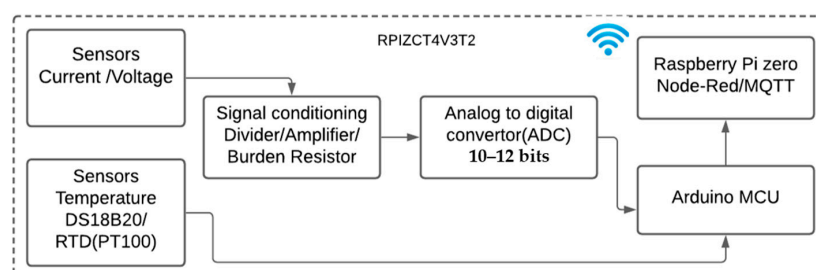 RPIZCT4V3T2
Sensors
Current /Voltage
Signal conditioning
Divider/Amplifier/
Burden Resistor
Analog to digital
convertor(ADC)
10–12 bits
Raspberry Pi zero
Node-Red/MQTT
Sensors
Temperature
DS18B20/
RTD(PT100)
Arduino MCU